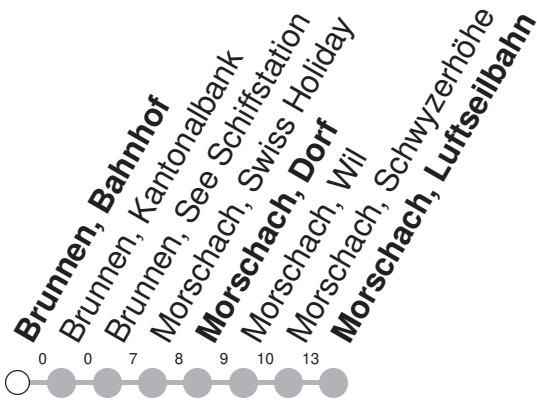 Brunnen, Bahnhof
Brunnen, Kantonalbank
Brunnen, See Schiffstation
Morschach, Swiss Holiday
Morschach, Dorf
Morschach, Wil
Morschach, Schwyzerhöhe
Morschach, Luftseilbahn
0 0 7 8 9 10 13